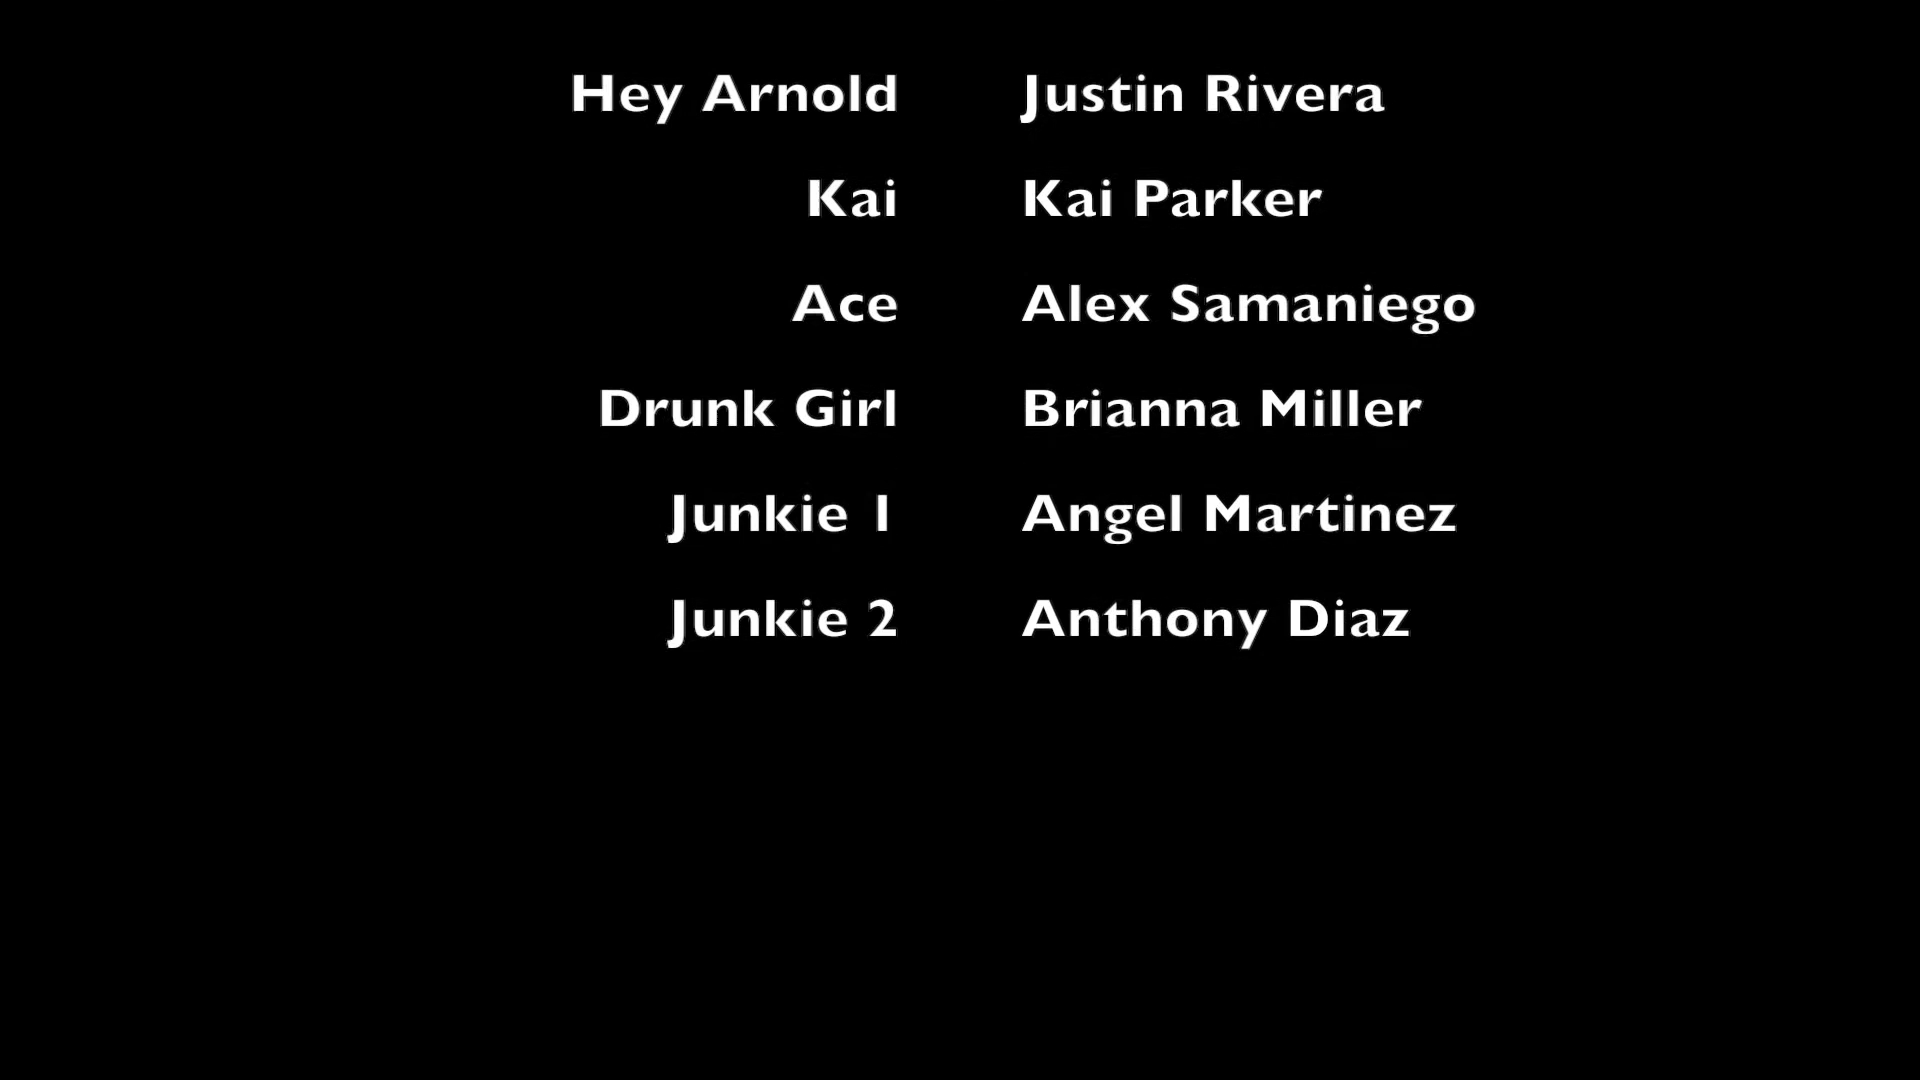 Hey Arnold Justin Rivera
Kai Kai Parker
Ace Alex Samaniego
Drunk Girl Brianna Miller
Junkie 1 Angel Martinez
Junkie 2 Anthony Diaz